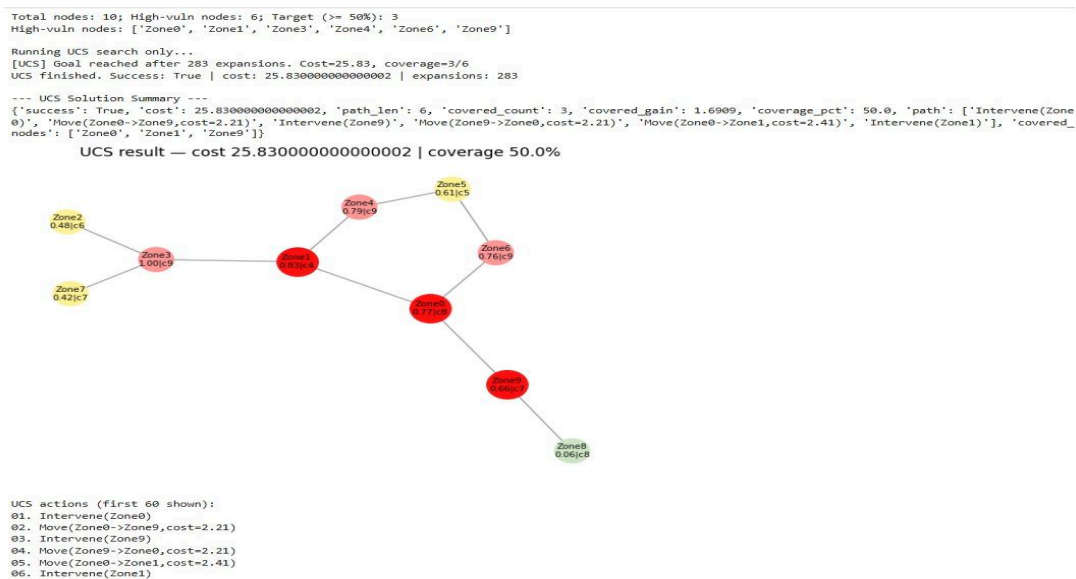 Total nodes: 10; High-vuln nodes: 6; Target (>= 50%): 3
High-vuln nodes: ['Zone0', 'Zone1', 'Zone3', 'Zone4', 'Zone6', 'Zone9']
Running UCS search only...
[UCS] Goal reached after 283 expansions. Cost=25.83, coverage=3/6
UCS finished. Success: True | cost: 25.830000000000002 | expansions: 283
--- UCS Solution Summary ---
{'success': True, 'cost': 25.830000000000002, 'path_len': 6, 'covered_count': 3, 'covered_gain': 1.6909, 'coverage_pct': 50.0, 'path': ['Intervene(Zone
0)', 'Move(Zone0->Zone9,cost=2.21)', 'Intervene(Zone9)', 'Move(Zone9->Zone0,cost=2.21)', 'Move(Zone0->Zone1,cost=2.41)', 'Intervene(Zone1)'], 'covered_
nodes': ['Zone0', 'Zone1', 'Zone9']}
UCS result — cost 25.830000000000002 | coverage 50.0%
Zone5
0.61|c5
Zone4
0.79|c9
Zone2
0.48|c6
Zone6
0.76|c9
Zone3
1.00|c9
Zone1
0.83|c4
Zone7
0.42|c7
Zone0
0.77|c8
Zone9
0.66|c7
Zone8
0.06|c8
UCS actions (first 60 shown):
01. Intervene(Zone0)
02. Move(Zone0->Zone9,cost=2.21)
03. Intervene(Zone9)
04. Move(Zone9->Zone0,cost=2.21)
05. Move(Zone0->Zone1,cost=2.41)
06. Intervene(Zone1)